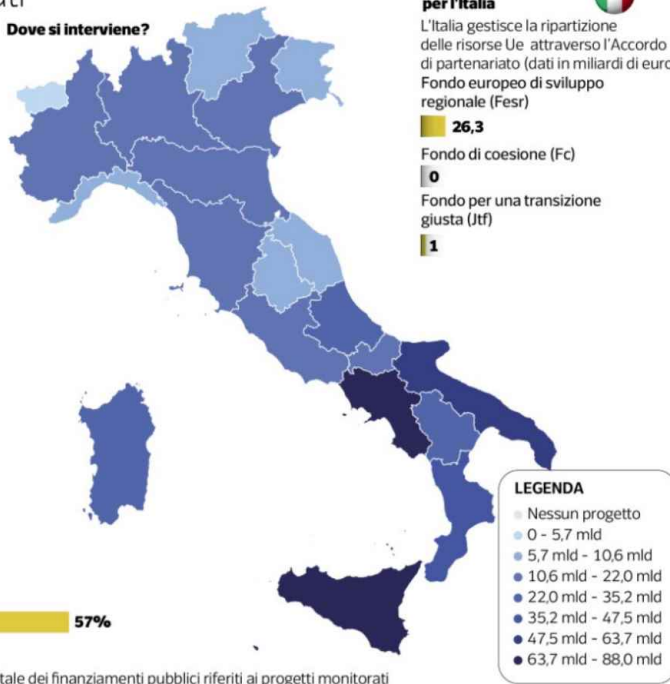 Dove si interviene?
per l'Italia
L'Italia gestisce la ripartizione
delle risorse Ue attraverso l'Accordo
di partenariato (dati in miliardi di euro
Fondo europeo di sviluppo
regionale (Fesr)
26,3
Fondo di coesione (Fc)
0
Fondo per una transizione
giusta (Jtf)
1
LEGENDA
Nessun progetto
0 - 5,7 mld
5,7 mld - 10,6 mld
10,6 mld - 22,0 mld
22,0 mld - 35,2 mld
35,2 mld - 47,5 mld
47,5 mld - 63,7 mld
63,7 mld - 88,0 mld
57%
tale dei finanziamenti pubblici riferiti ai progetti monitorati